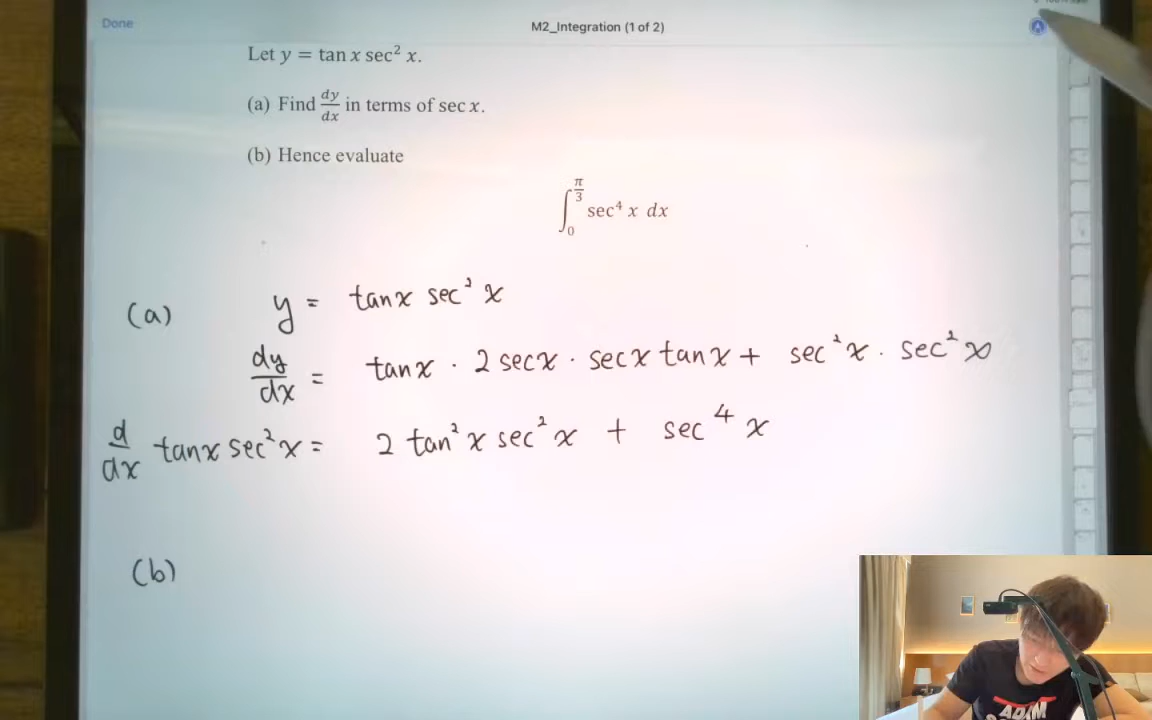 Done
M2_Integration (1 of 2)
Let y = tan x sec² x.
(a) Find dy/dx in terms of sec x.
(b) Hence evaluate
∫₀^(π/3) sec⁴ x dx
(a) y = tanx sec² x
dy/dx = tanx · 2 secx · secx tanx + sec²x · sec²x
d/dx tanx sec²x = 2 tan²x sec²x + sec⁴ x
(b)